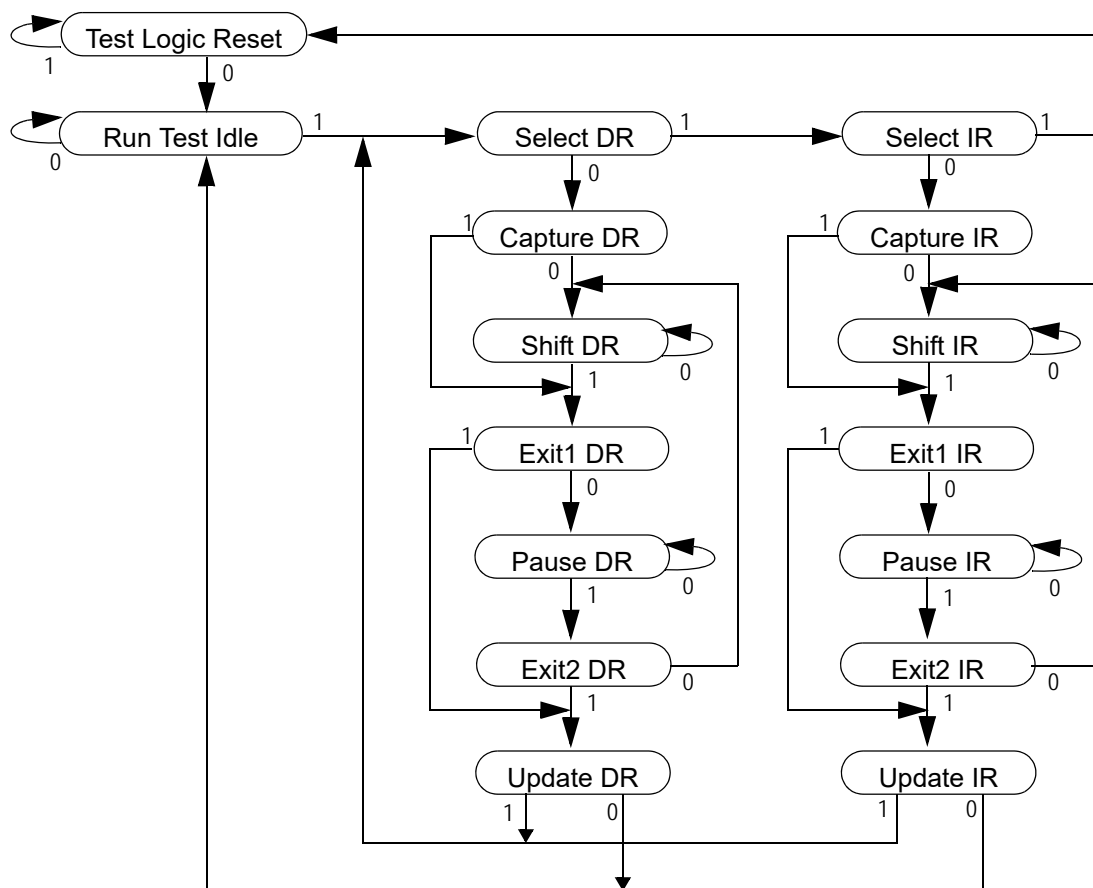 Test Logic Reset
1
0
Run Test Idle
0
1
Select DR
1
0
Select IR
1
0
1
Capture DR
0
1
Capture IR
0
Shift DR
0
1
Shift IR
0
1
1
Exit1 DR
0
1
Exit1 IR
0
Pause DR
0
1
Pause IR
0
1
Exit2 DR
0
1
Exit2 IR
0
1
Update DR
1
0
Update IR
1
0